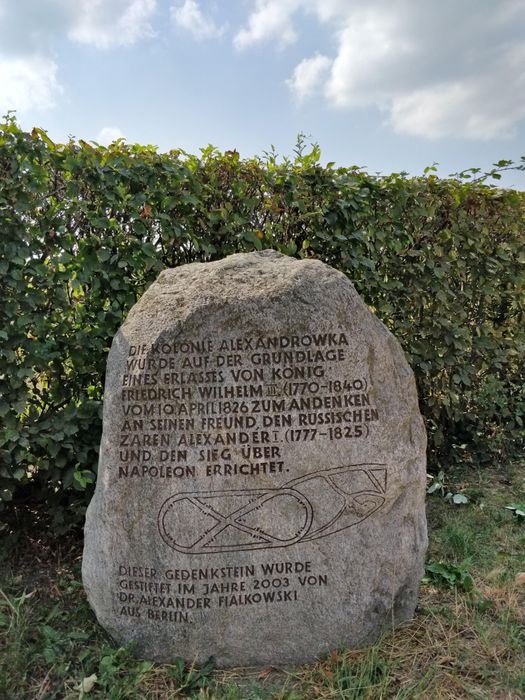 DIE KOLONIE ALEXANDROWKA
WURDE AUF DER GRUNDLAGE
EINES ERLASSES VON KÖNIG
FRIEDRICH WILHELM III. (1770-1840)
VOM 10. APRIL 1826 ZUM ANDENKEN
AN SEINEN FREUND, DEN RUSSISCHEN
ZAREN ALEXANDER I. (1777-1825)
UND DEN SIEG ÜBER
NAPOLEON ERRICHTET.
DIESER GEDENKSTEIN WURDE
GESTIFTET IM JAHRE 2003 VON
DR. ALEXANDER FIALKOWSKI
AUS BERLIN.